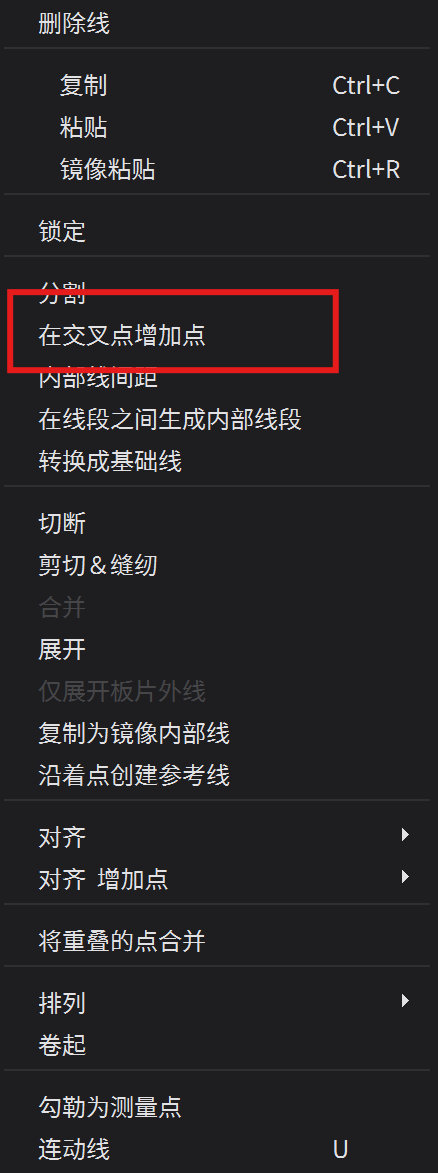 删除线
复制 Ctrl+C
粘贴 Ctrl+V
镜像粘贴 Ctrl+R
锁定
分割
在交叉点增加点
内部线间距
在线段之间生成内部线段
转换成基础线
切断
剪切＆缝纫
合并
展开
仅展开板片外线
复制为镜像内部线
沿着点创建参考线
对齐
对齐 增加点
将重叠的点合并
排列
卷起
勾勒为测量点
连动线 U